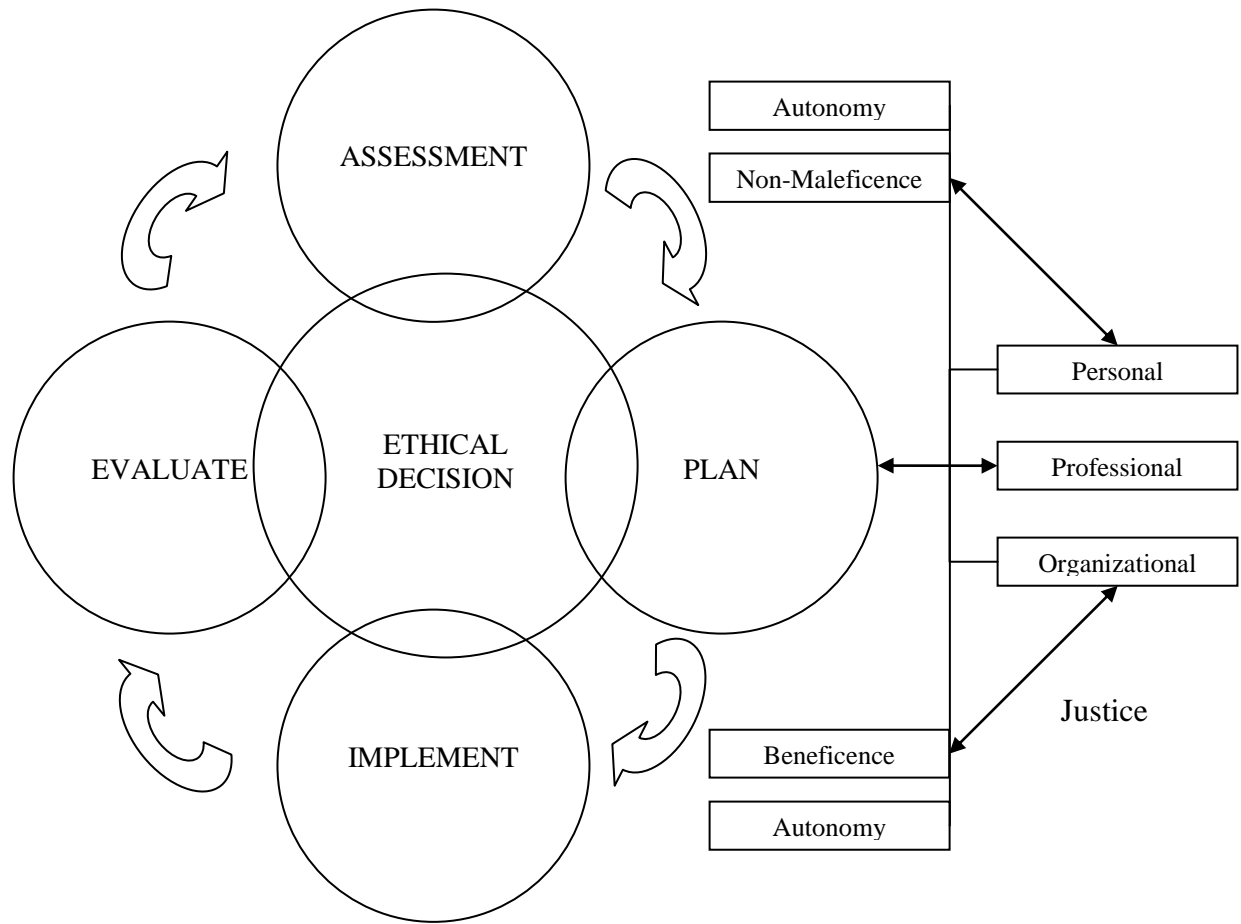 Autonomy
ASSESSMENT
Non-Maleficence
Personal
ETHICAL
DECISION
EVALUATE
PLAN
Professional
Organizational
Justice
IMPLEMENT
Beneficence
Autonomy